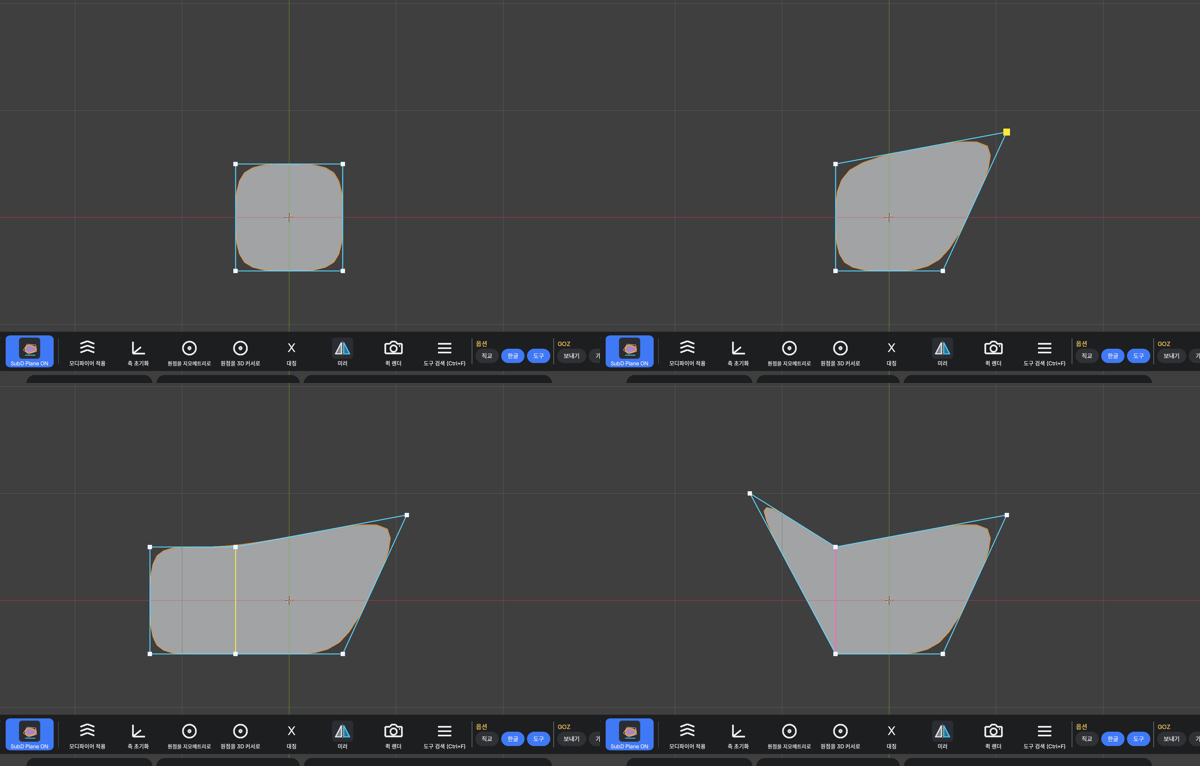 SubD Plane ON
모디파이어 적용
축 초기화
원점을 지오메트리로
원점을 3D 커서로
X
대칭
미러
퀵 렌더
도구 검색 (Ctrl+F)
옵션
직교
한글
도구
GOZ
보내기
SubD Plane ON
모디파이어 적용
축 초기화
원점을 지오메트리로
원점을 3D 커서로
X
대칭
미러
퀵 렌더
도구 검색 (Ctrl+F)
옵션
직교
한글
도구
GOZ
보내기
SubD Plane ON
모디파이어 적용
축 초기화
원점을 지오메트리로
원점을 3D 커서로
X
대칭
미러
퀵 렌더
도구 검색 (Ctrl+F)
옵션
직교
한글
도구
GOZ
보내기
SubD Plane ON
모디파이어 적용
축 초기화
원점을 지오메트리로
원점을 3D 커서로
X
대칭
미러
퀵 렌더
도구 검색 (Ctrl+F)
옵션
직교
한글
도구
GOZ
보내기